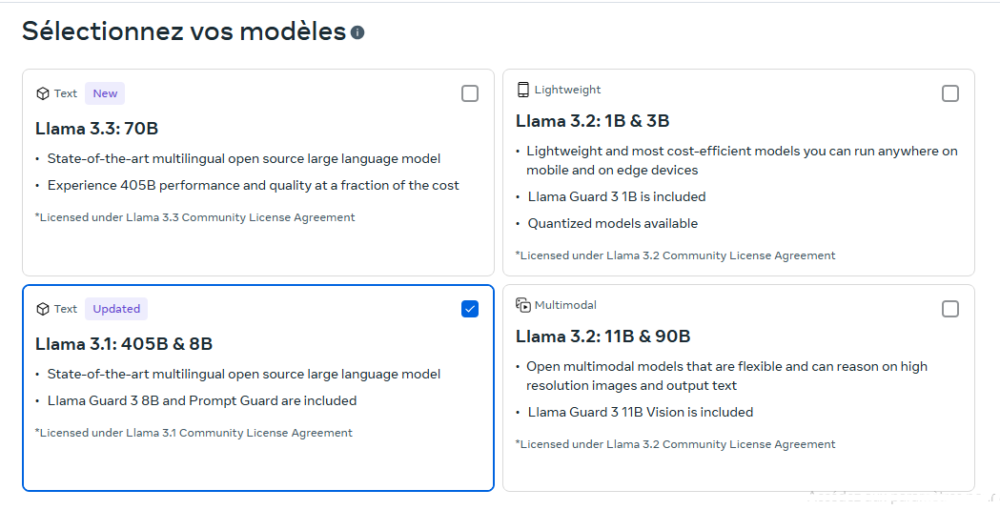 Sélectionnez vos modèles
Text New
Llama 3.3: 70B
• State-of-the-art multilingual open source large language model
• Experience 405B performance and quality at a fraction of the cost
*Licensed under Llama 3.3 Community License Agreement
Lightweight
Llama 3.2: 1B & 3B
• Lightweight and most cost-efficient models you can run anywhere on
mobile and on edge devices
• Llama Guard 3 1B is included
• Quantized models available
*Licensed under Llama 3.2 Community License Agreement
Text Updated
Llama 3.1: 405B & 8B
• State-of-the-art multilingual open source large language model
• Llama Guard 3 8B and Prompt Guard are included
*Licensed under Llama 3.1 Community License Agreement
Multimodal
Llama 3.2: 11B & 90B
• Open multimodal models that are flexible and can reason on high
resolution images and output text
• Llama Guard 3 11B Vision is included
*Licensed under Llama 3.2 Community License Agreement